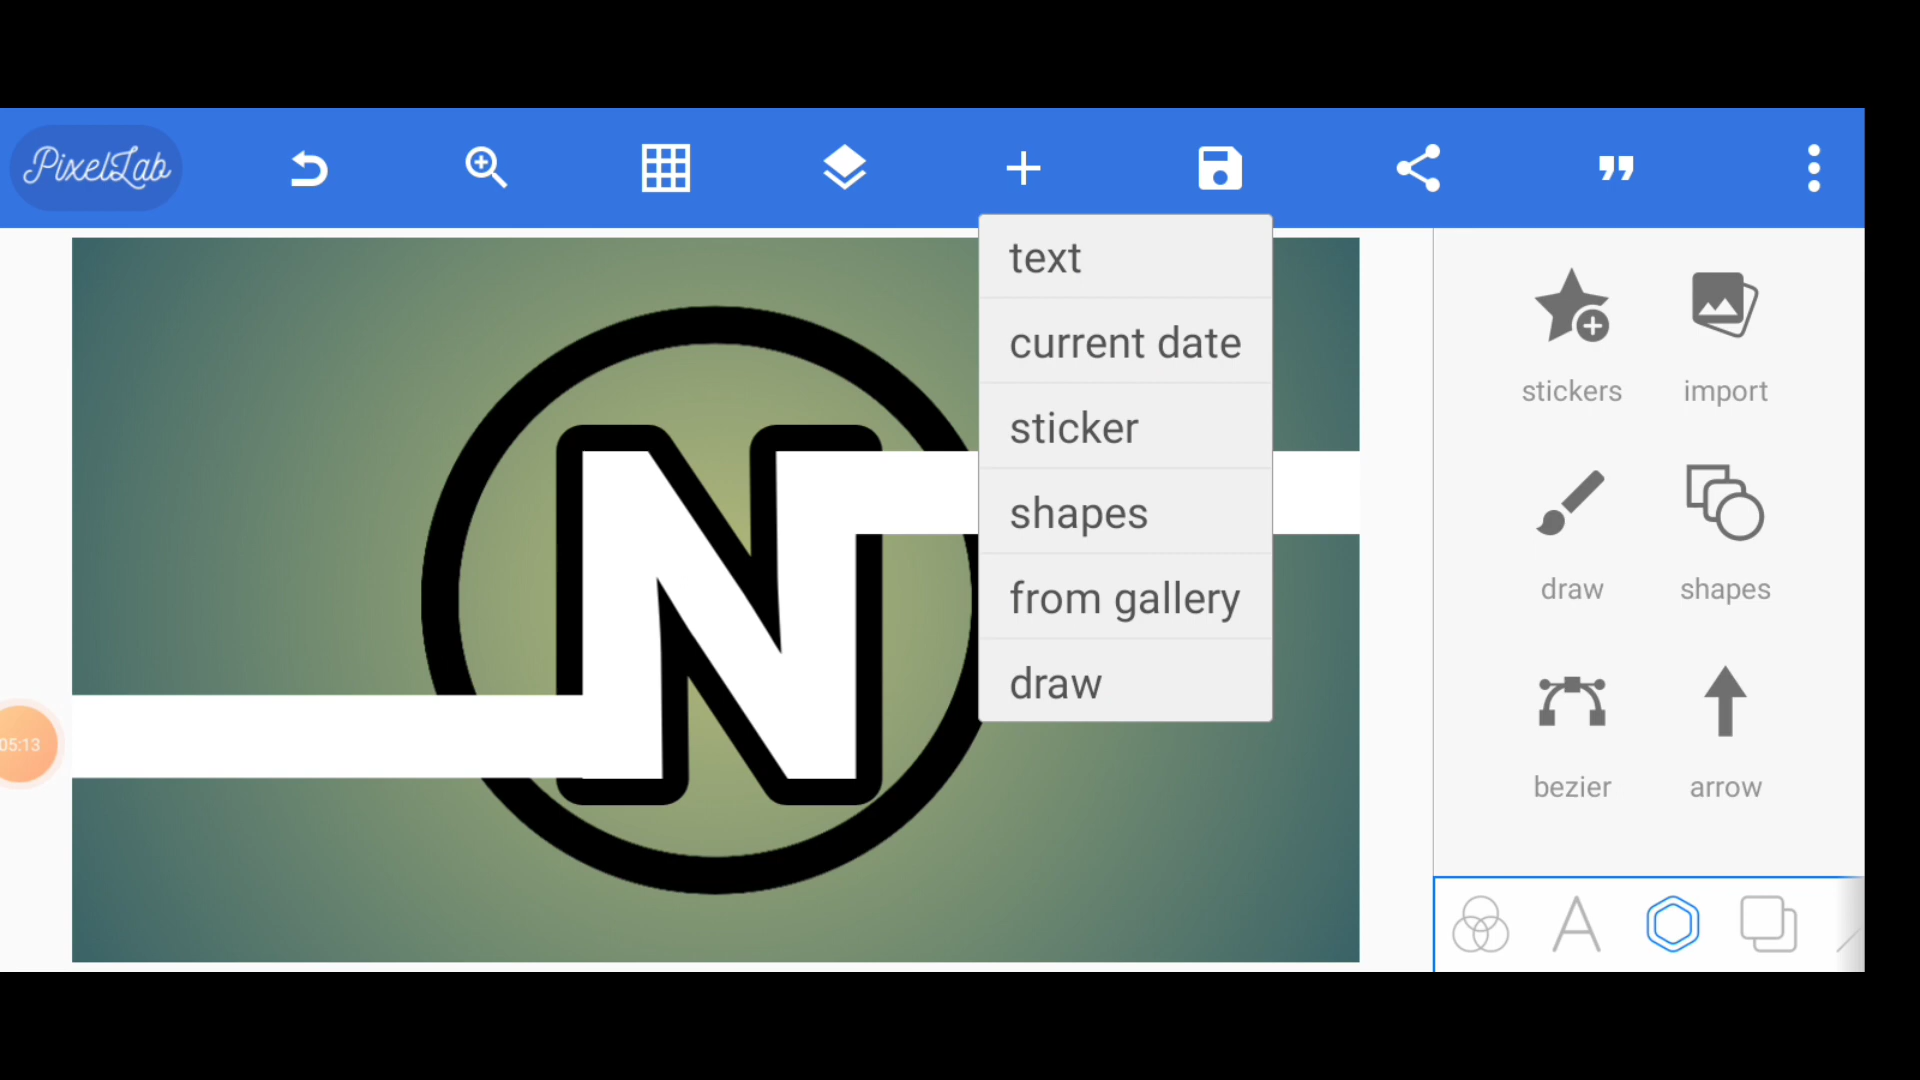 PixelLab
text
current date
sticker
shapes
from gallery
draw
N
05:13
stickers
import
draw
shapes
bezier
arrow